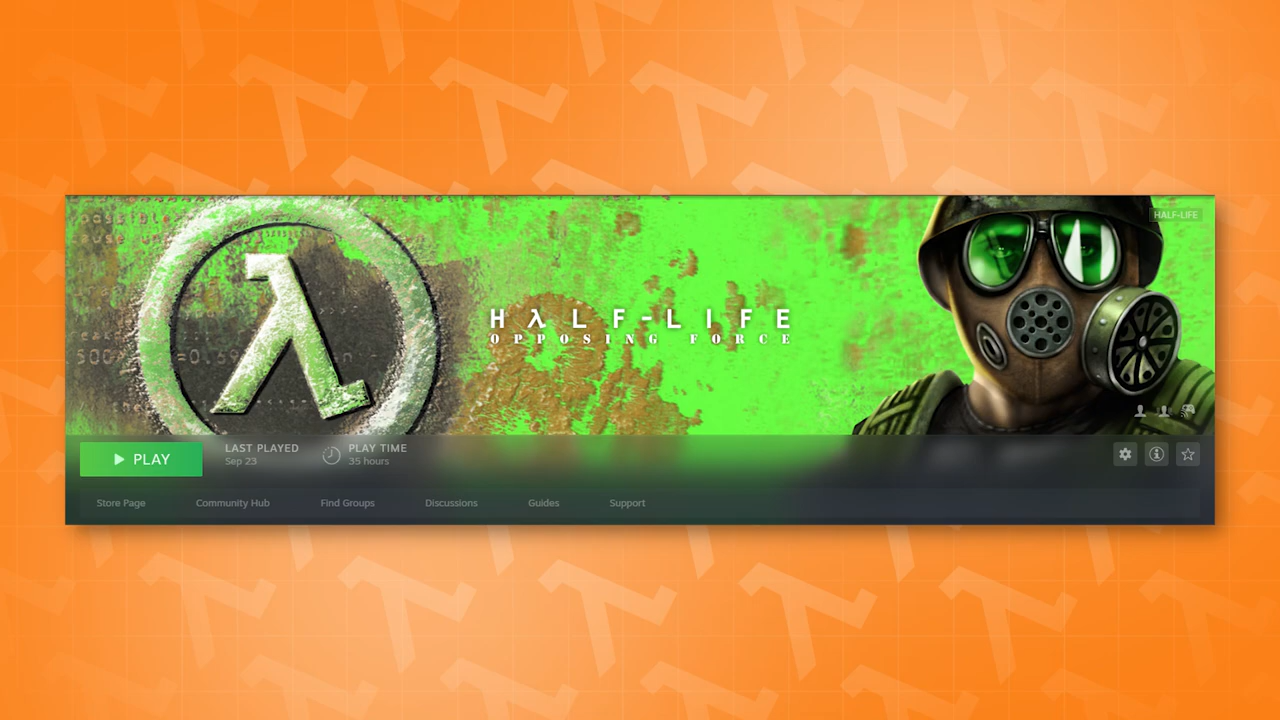 HALF-LIFE
HλLF-LIFE
OPPOSING FORCE
PLAY
LAST PLAYED
Sep 23
PLAY TIME
35 hours
Store Page
Community Hub
Find Groups
Discussions
Guides
Support